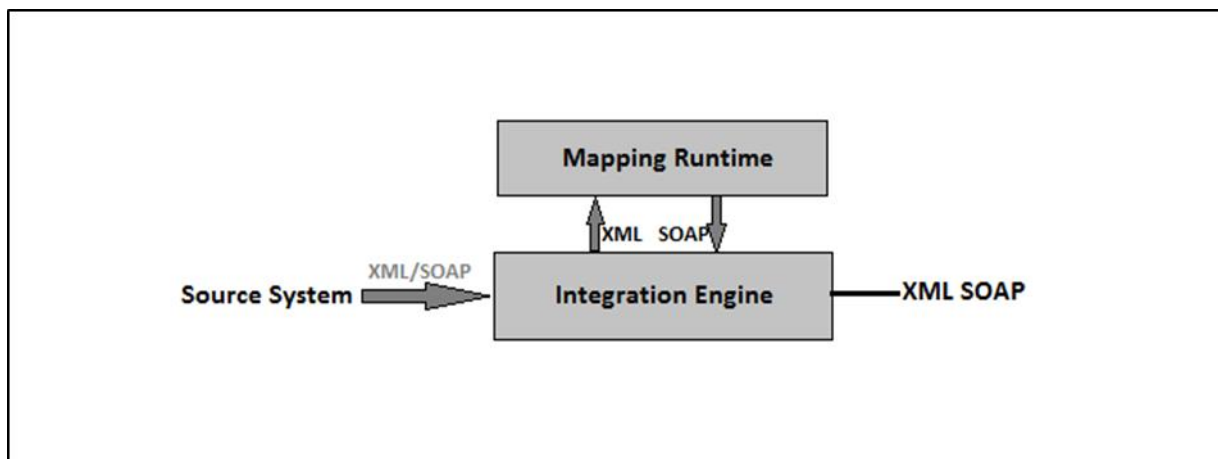 Mapping Runtime
XML SOAP
XML/SOAP
Source System
Integration Engine
XML SOAP